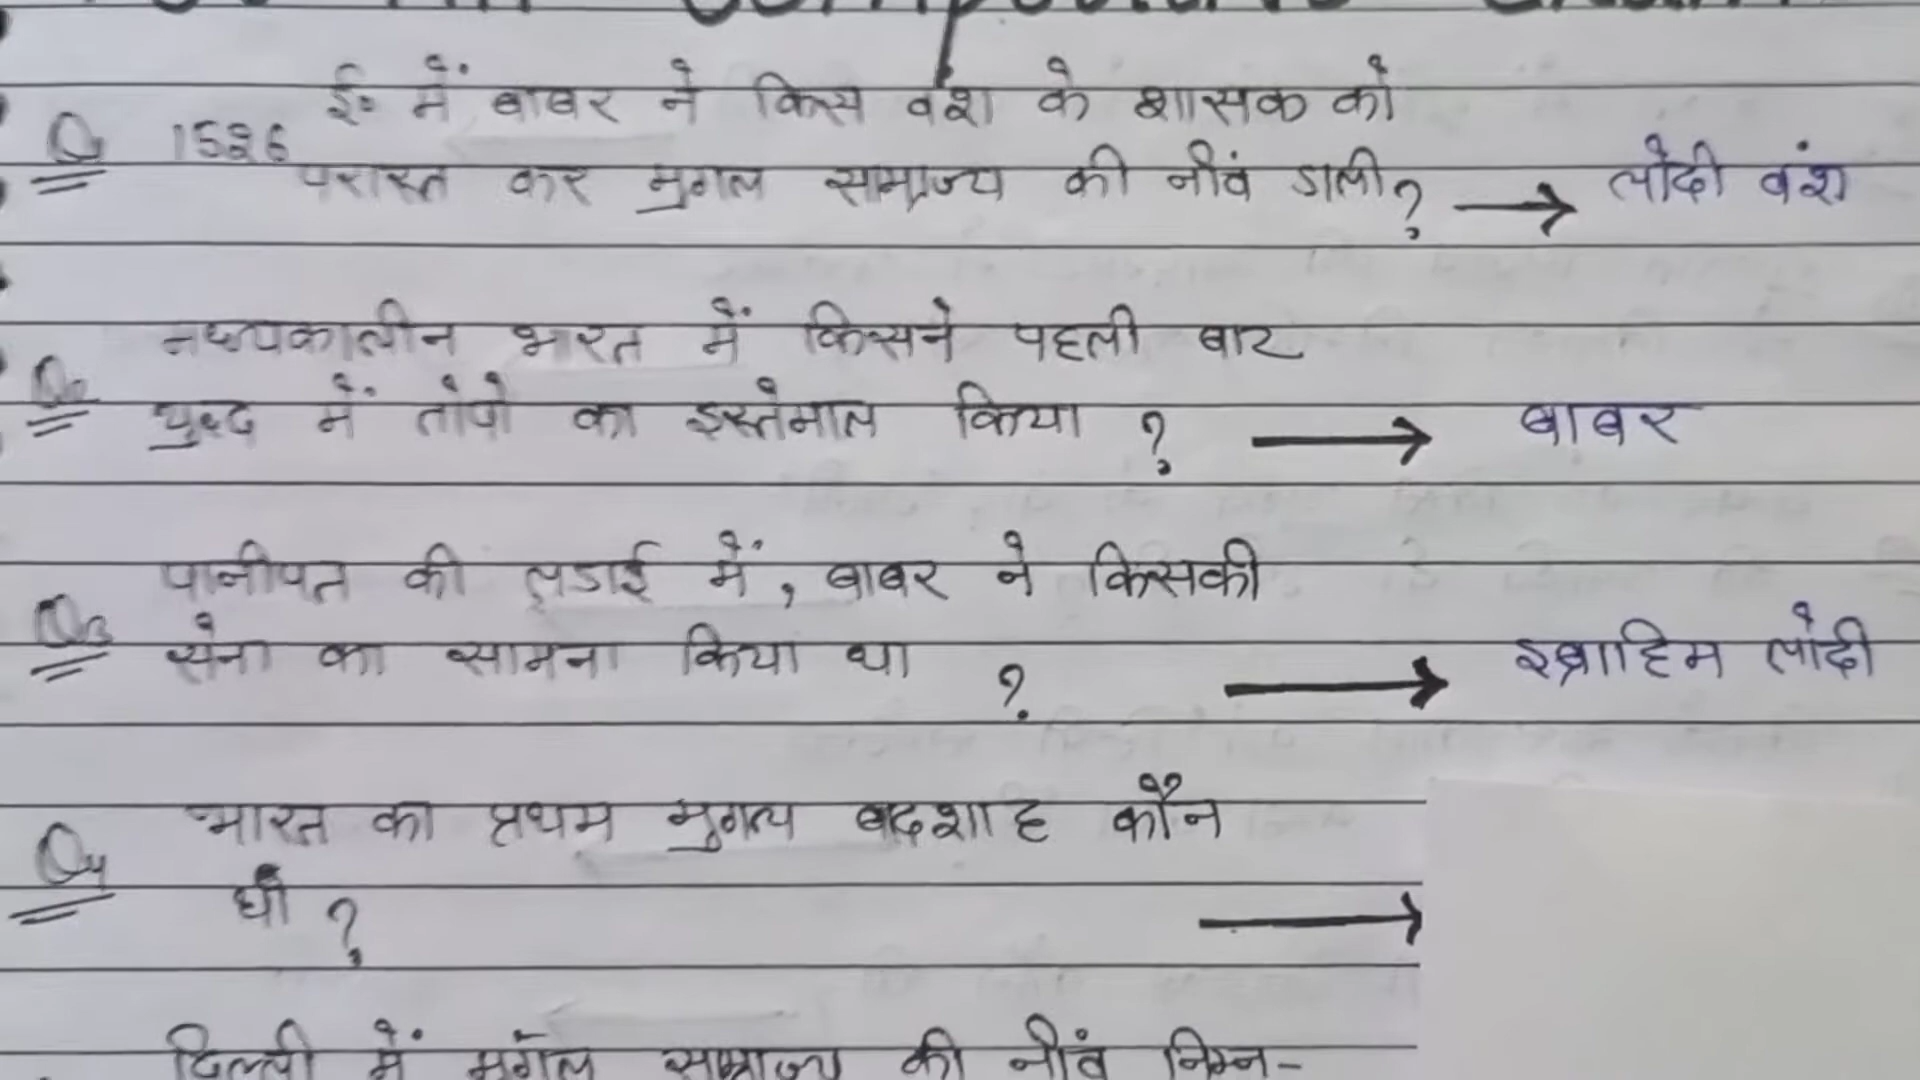 Q 1526 ई॰ में बाबर ने किस वंश के शासक को
परास्त कर मुगल सामाज्य की नीवं डाली? → लोदी वंश
Q2 मध्यकालीन भारत में किसने पहली बार
युध्द में तोपो का इस्तेमाल किया ? → बाबर
Q3 पानीपत की लडाई में, बाबर ने किसकी
सेना का सामना किया था ? → इब्राहिम लोदी
Q4 भारत का प्रथम मुगल बादशाह कौन
थी ? →
दिल्ली में मुगल साम्राज्य की नीवं निम्न-